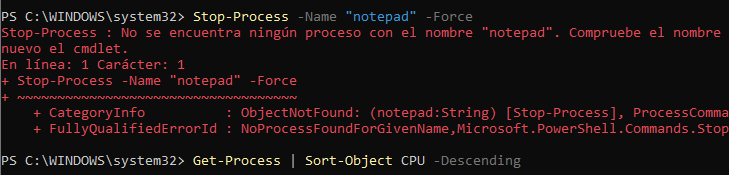 PS C:\WINDOWS\system32> Stop-Process -Name "notepad" -Force
Stop-Process : No se encuentra ningún proceso con el nombre "notepad". Compruebe el nombre
nuevo el cmdlet.
En línea: 1 Carácter: 1
+ Stop-Process -Name "notepad" -Force
+ ~~~~~~~~~~~~~~~~~~~~~~~~~~~~~~~~~~~
    + CategoryInfo          : ObjectNotFound: (notepad:String) [Stop-Process], ProcessComma
    + FullyQualifiedErrorId : NoProcessFoundForGivenName,Microsoft.PowerShell.Commands.Stop
PS C:\WINDOWS\system32> Get-Process | Sort-Object CPU -Descending